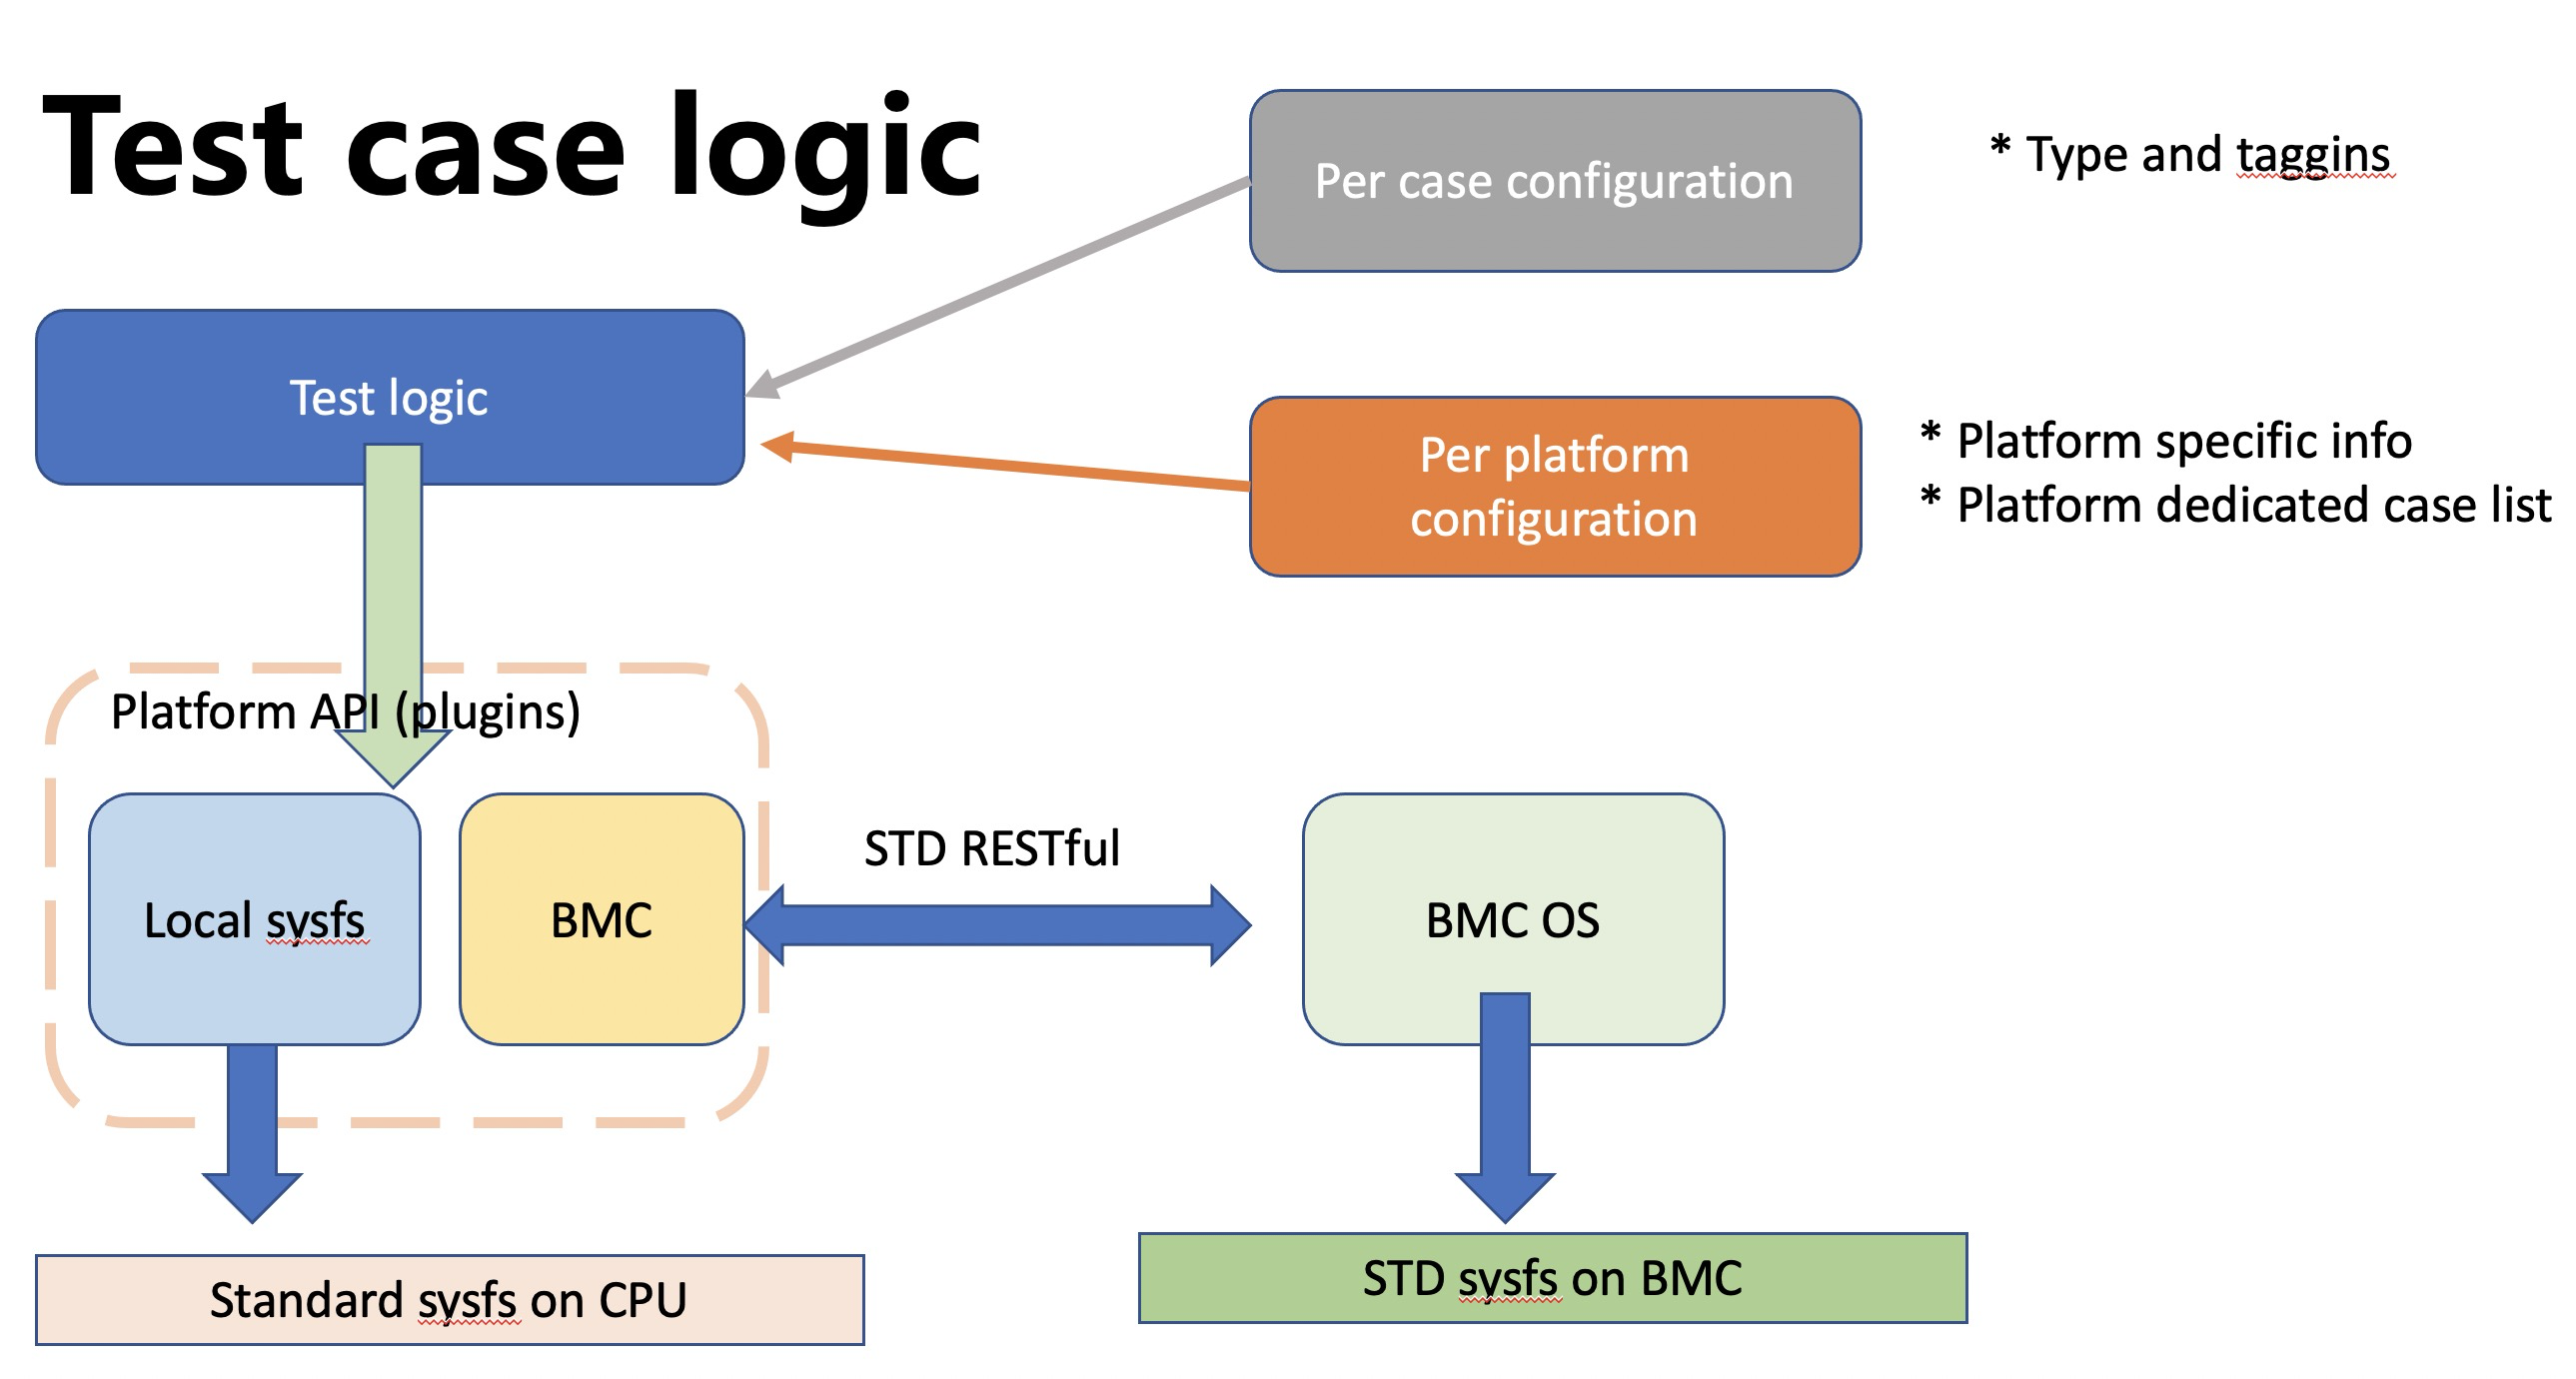 Test case logic
Per case configuration
* Type and taggins
Test logic
Per platform
configuration
* Platform specific info
* Platform dedicated case list
Platform API (plugins)
Local sysfs
BMC
STD RESTful
BMC OS
Standard sysfs on CPU
STD sysfs on BMC